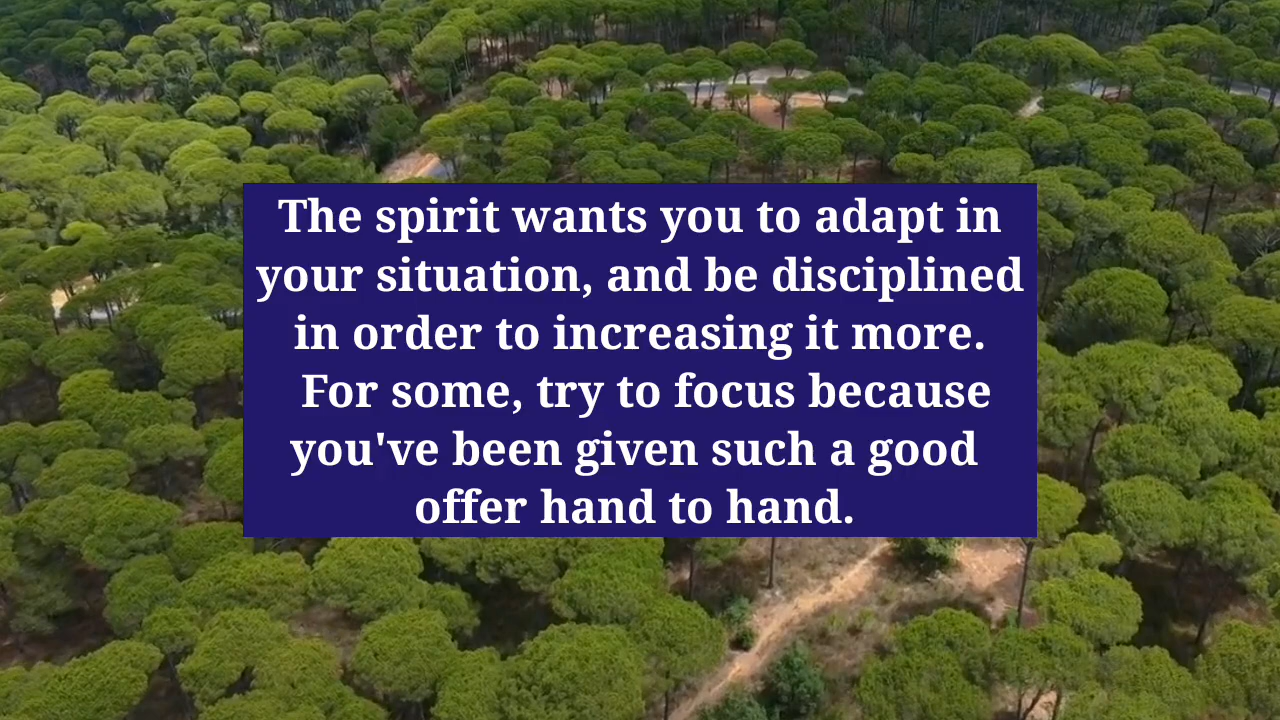 The spirit wants you to adapt in
your situation, and be disciplined
in order to increasing it more.
For some, try to focus because
you've been given such a good
offer hand to hand.